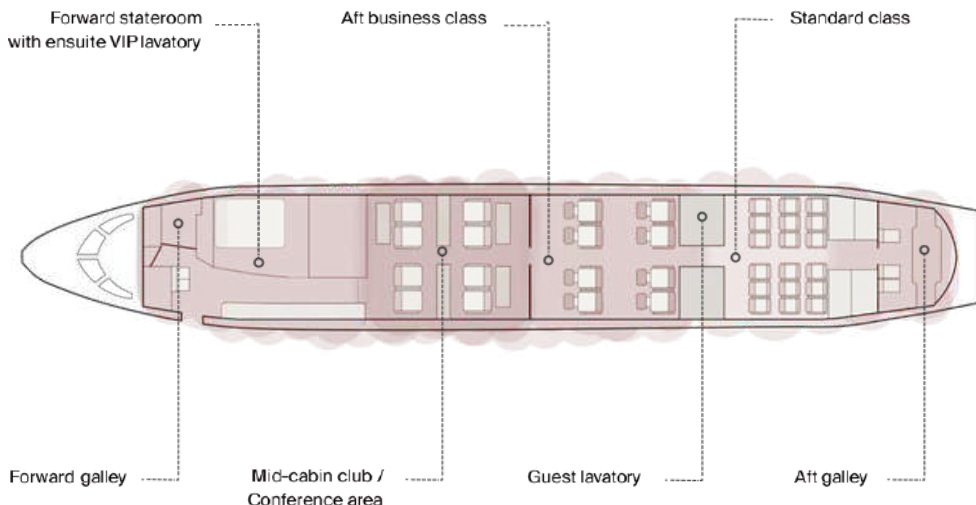 Forward stateroom
with ensuite VIP lavatory
Aft business class
Standard class
Forward galley
Mid-cabin club /
Conference area
Guest lavatory
Aft galley